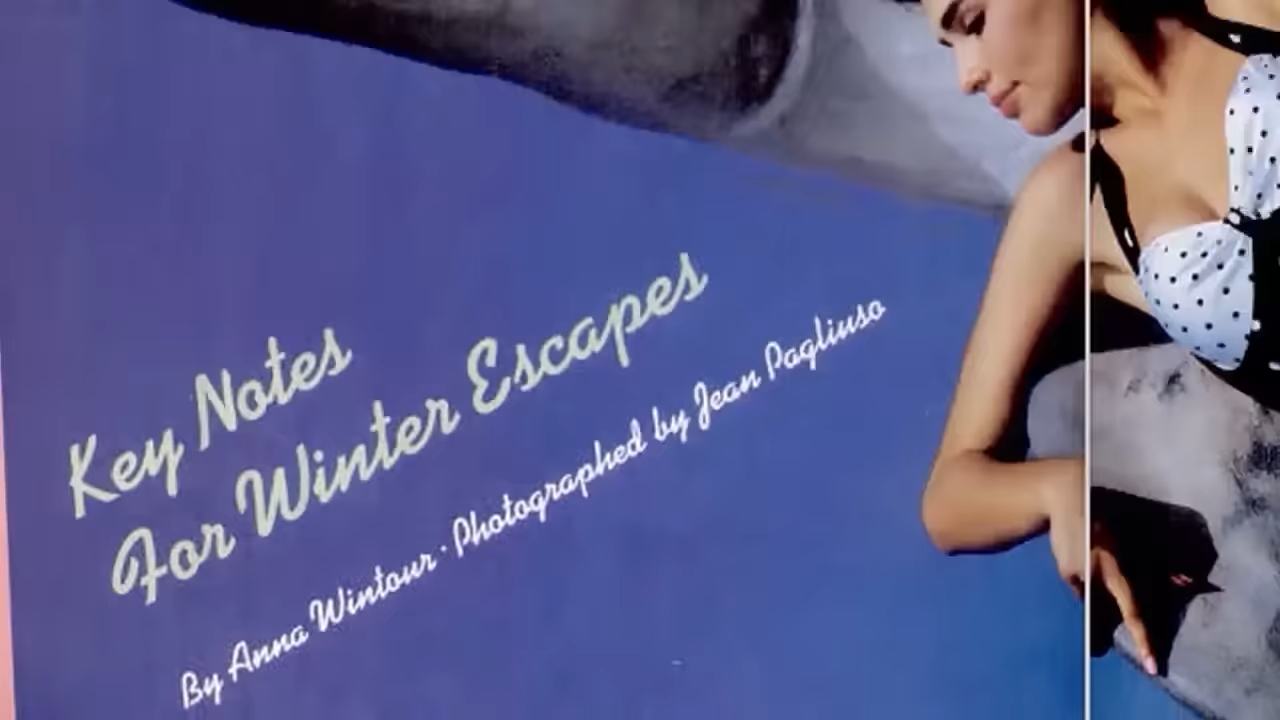 Key Notes
For Winter Escapes
By Anna Wintour · Photographed by Jean Pagliuso